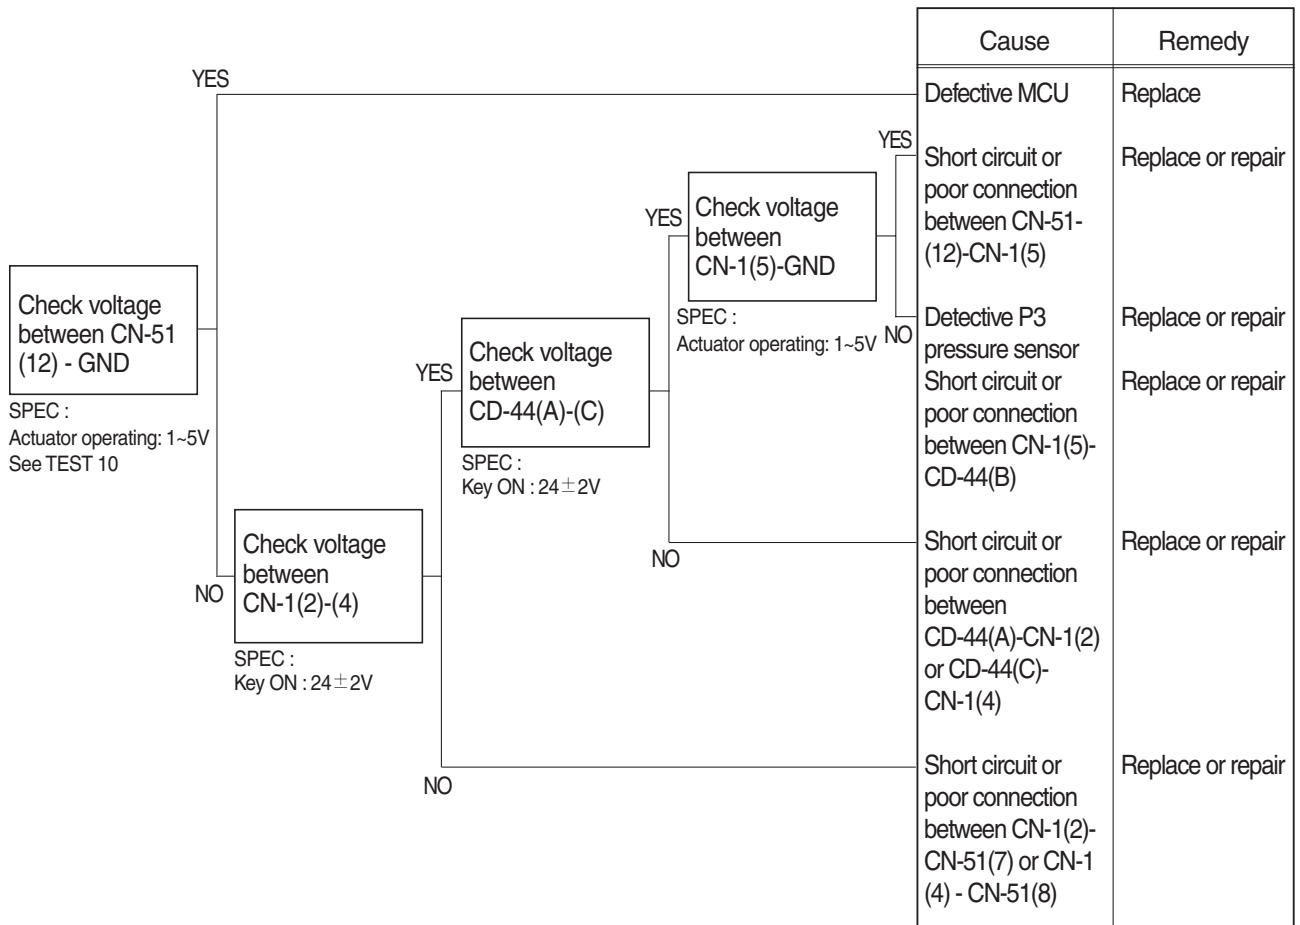 Cause
Remedy
YES
Defective MCU
Replace
YES
Short circuit or
poor connection
between CN-51-
(12)-CN-1(5)
Replace or repair
YES
Check voltage
between
CN-1(5)-GND
SPEC :
Actuator operating: 1~5V
NO
Detective P3
pressure sensor
Replace or repair
Short circuit or
poor connection
between CN-1(5)-
CD-44(B)
Replace or repair
Check voltage
between CN-51
(12) - GND
SPEC :
Actuator operating: 1~5V
See TEST 10
YES
Check voltage
between
CD-44(A)-(C)
SPEC :
Key ON : 24±2V
NO
Short circuit or
poor connection
between
CD-44(A)-CN-1(2)
or CD-44(C)-
CN-1(4)
Replace or repair
NO
Check voltage
between
CN-1(2)-(4)
SPEC :
Key ON : 24±2V
NO
Short circuit or
poor connection
between CN-1(2)-
CN-51(7) or CN-1
(4) - CN-51(8)
Replace or repair